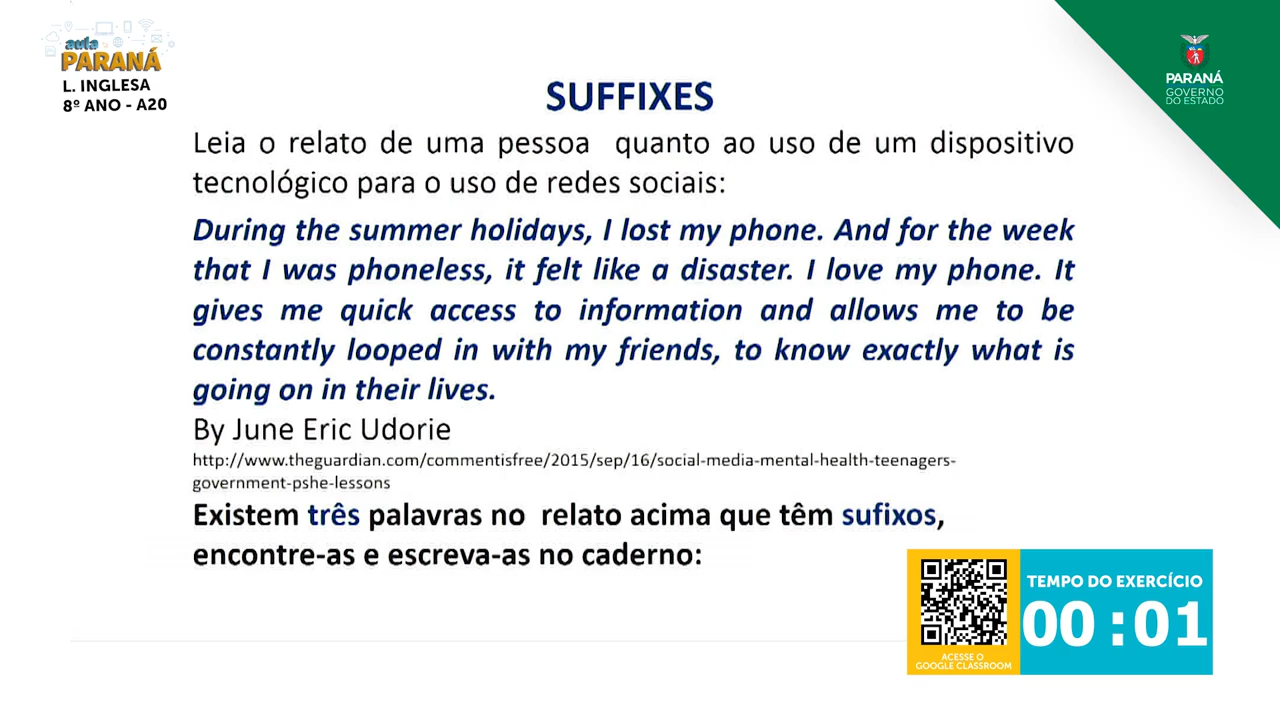 aula
PARANÁ
L. INGLESA
8º ANO - A20
PARANÁ
GOVERNO
DO ESTADO
SUFFIXES
Leia o relato de uma pessoa quanto ao uso de um dispositivo
tecnológico para o uso de redes sociais:
During the summer holidays, I lost my phone. And for the week
that I was phoneless, it felt like a disaster. I love my phone. It
gives me quick access to information and allows me to be
constantly looped in with my friends, to know exactly what is
going on in their lives.
By June Eric Udorie
http://www.theguardian.com/commentisfree/2015/sep/16/social-media-mental-health-teenagers-
government-pshe-lessons
Existem três palavras no relato acima que têm sufixos,
encontre-as e escreva-as no caderno:
TEMPO DO EXERCÍCIO
00:01
ACESSE O
GOOGLE CLASSROOM